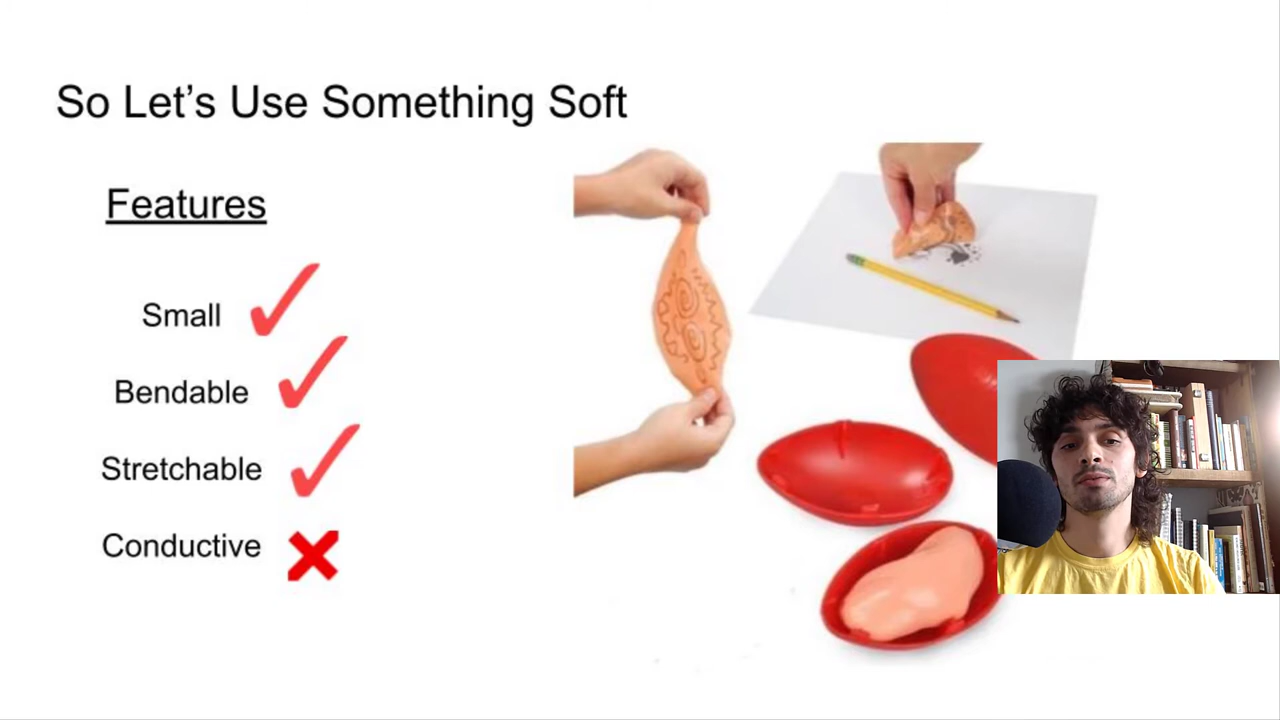 So Let's Use Something Soft
Features
Small
Bendable
Stretchable
Conductive